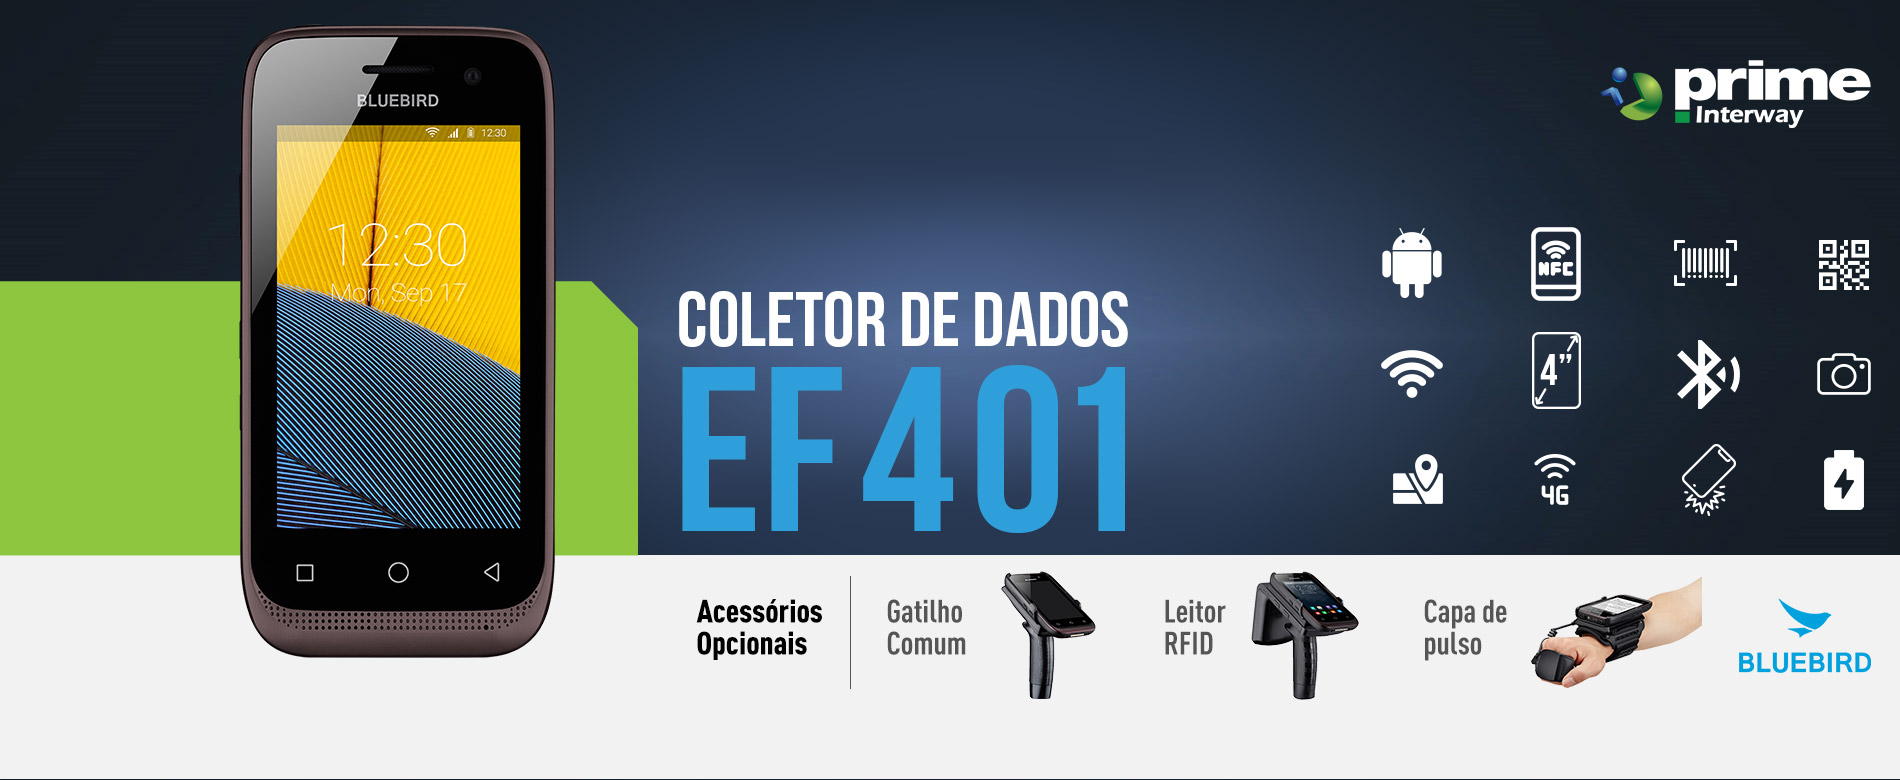 BLUEBIRD
12:30
12:30
Mon, Sep 17
prime
Interway
NFC
COLETOR DE DADOS
EF401
4”
4G
Acessórios
Opcionais
Gatilho
Comum
Leitor
RFID
Capa de
pulso
BLUEBIRD